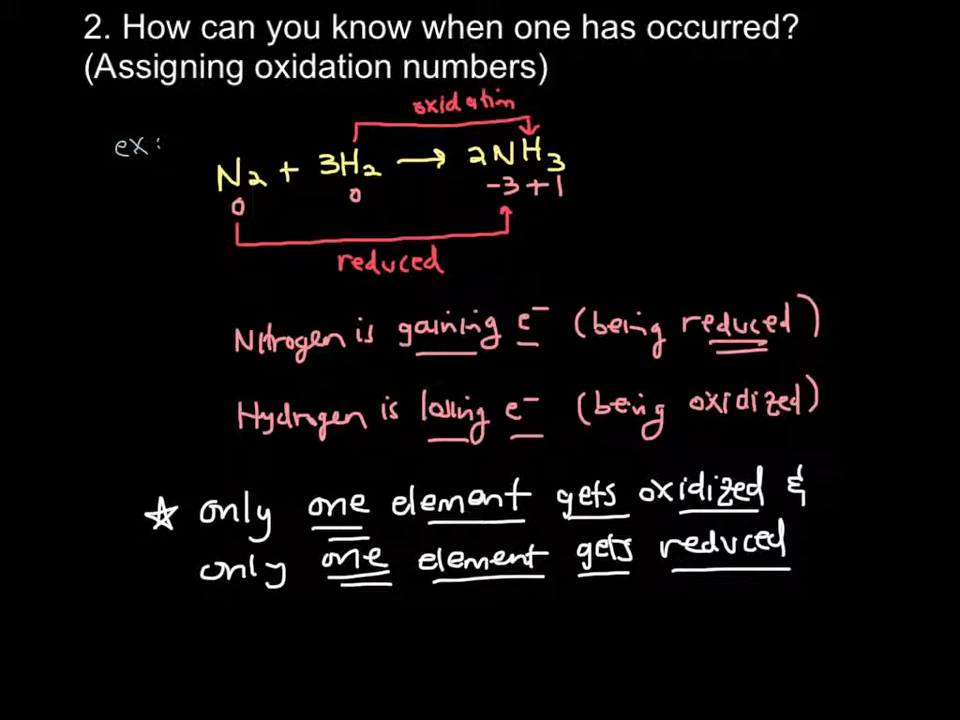 2. How can you know when one has occurred?
(Assigning oxidation numbers)
oxidation
ex:
N2 + 3H2 → 2NH3
0 0 -3 +1
reduced
Nitrogen is gaining e⁻ (being reduced)
Hydrogen is losing e⁻ (being oxidized)
☆ only one element gets oxidized &
only one element gets reduced